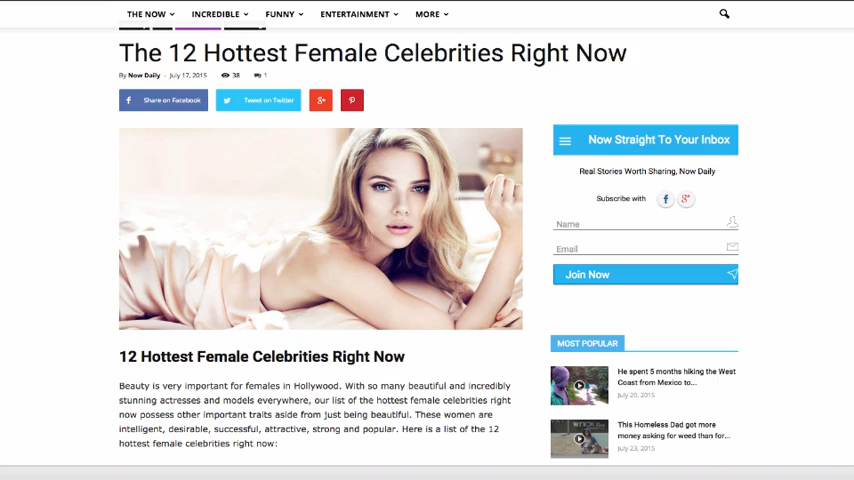 THE NOW INCREDIBLE FUNNY ENTERTAINMENT MORE
The 12 Hottest Female Celebrities Right Now
By Now Daily - July 17, 2015 38 1
Share on Facebook Tweet on Twitter
Now Straight To Your Inbox
Real Stories Worth Sharing, Now Daily
Subscribe with
Name
Email
Join Now
12 Hottest Female Celebrities Right Now
Beauty is very important for females in Hollywood. With so many beautiful and incredibly
stunning actresses and models everywhere, our list of the hottest female celebrities right
now possess other important traits aside from just being beautiful. These women are
intelligent, desirable, successful, attractive, strong and popular. Here is a list of the 12
hottest female celebrities right now:
MOST POPULAR
He spent 5 months hiking the West
Coast from Mexico to...
July 20, 2015
This Homeless Dad got more
money asking for weed than for...
July 23, 2015